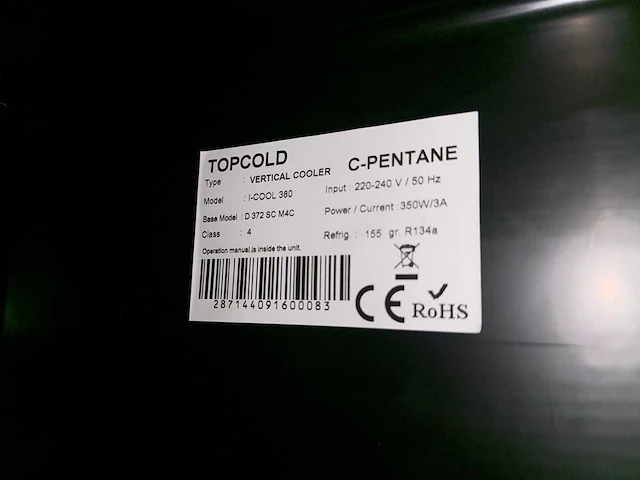 TOPCOLD C-PENTANE
Type : VERTICAL COOLER
Model : I-COOL 380
Base Model : D 372 SC M4C
Class : 4
Input : 220-240 V / 50 Hz
Power / Current :350W/3A
Refrig. : 155 gr. R134a
Operation manual,is inside the unit.
287144091600083
CE
RoHS